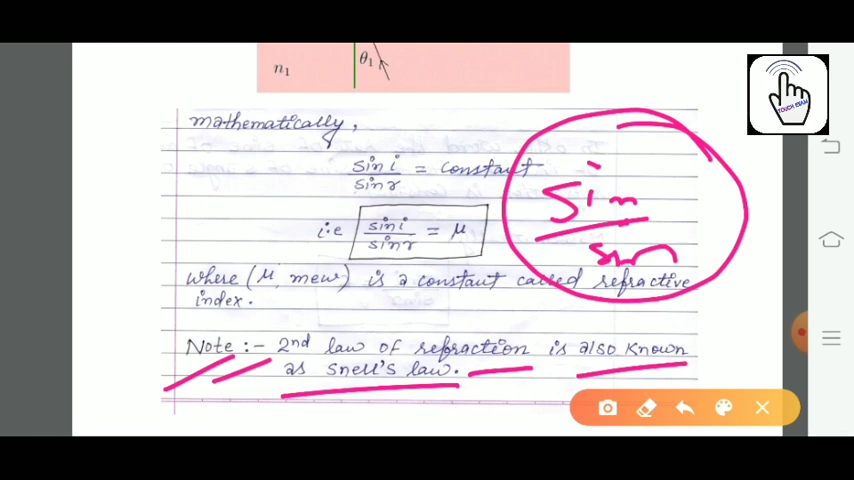 n₁
θ₁
TOUCH EXAM
mathematically,
sin i
sin r
= constant
i.e
sin i
sin r
= μ
where (μ, mew) is a constant called refractive
index.
Note :- 2nd law of refraction is also known
as snell's law.
Sin